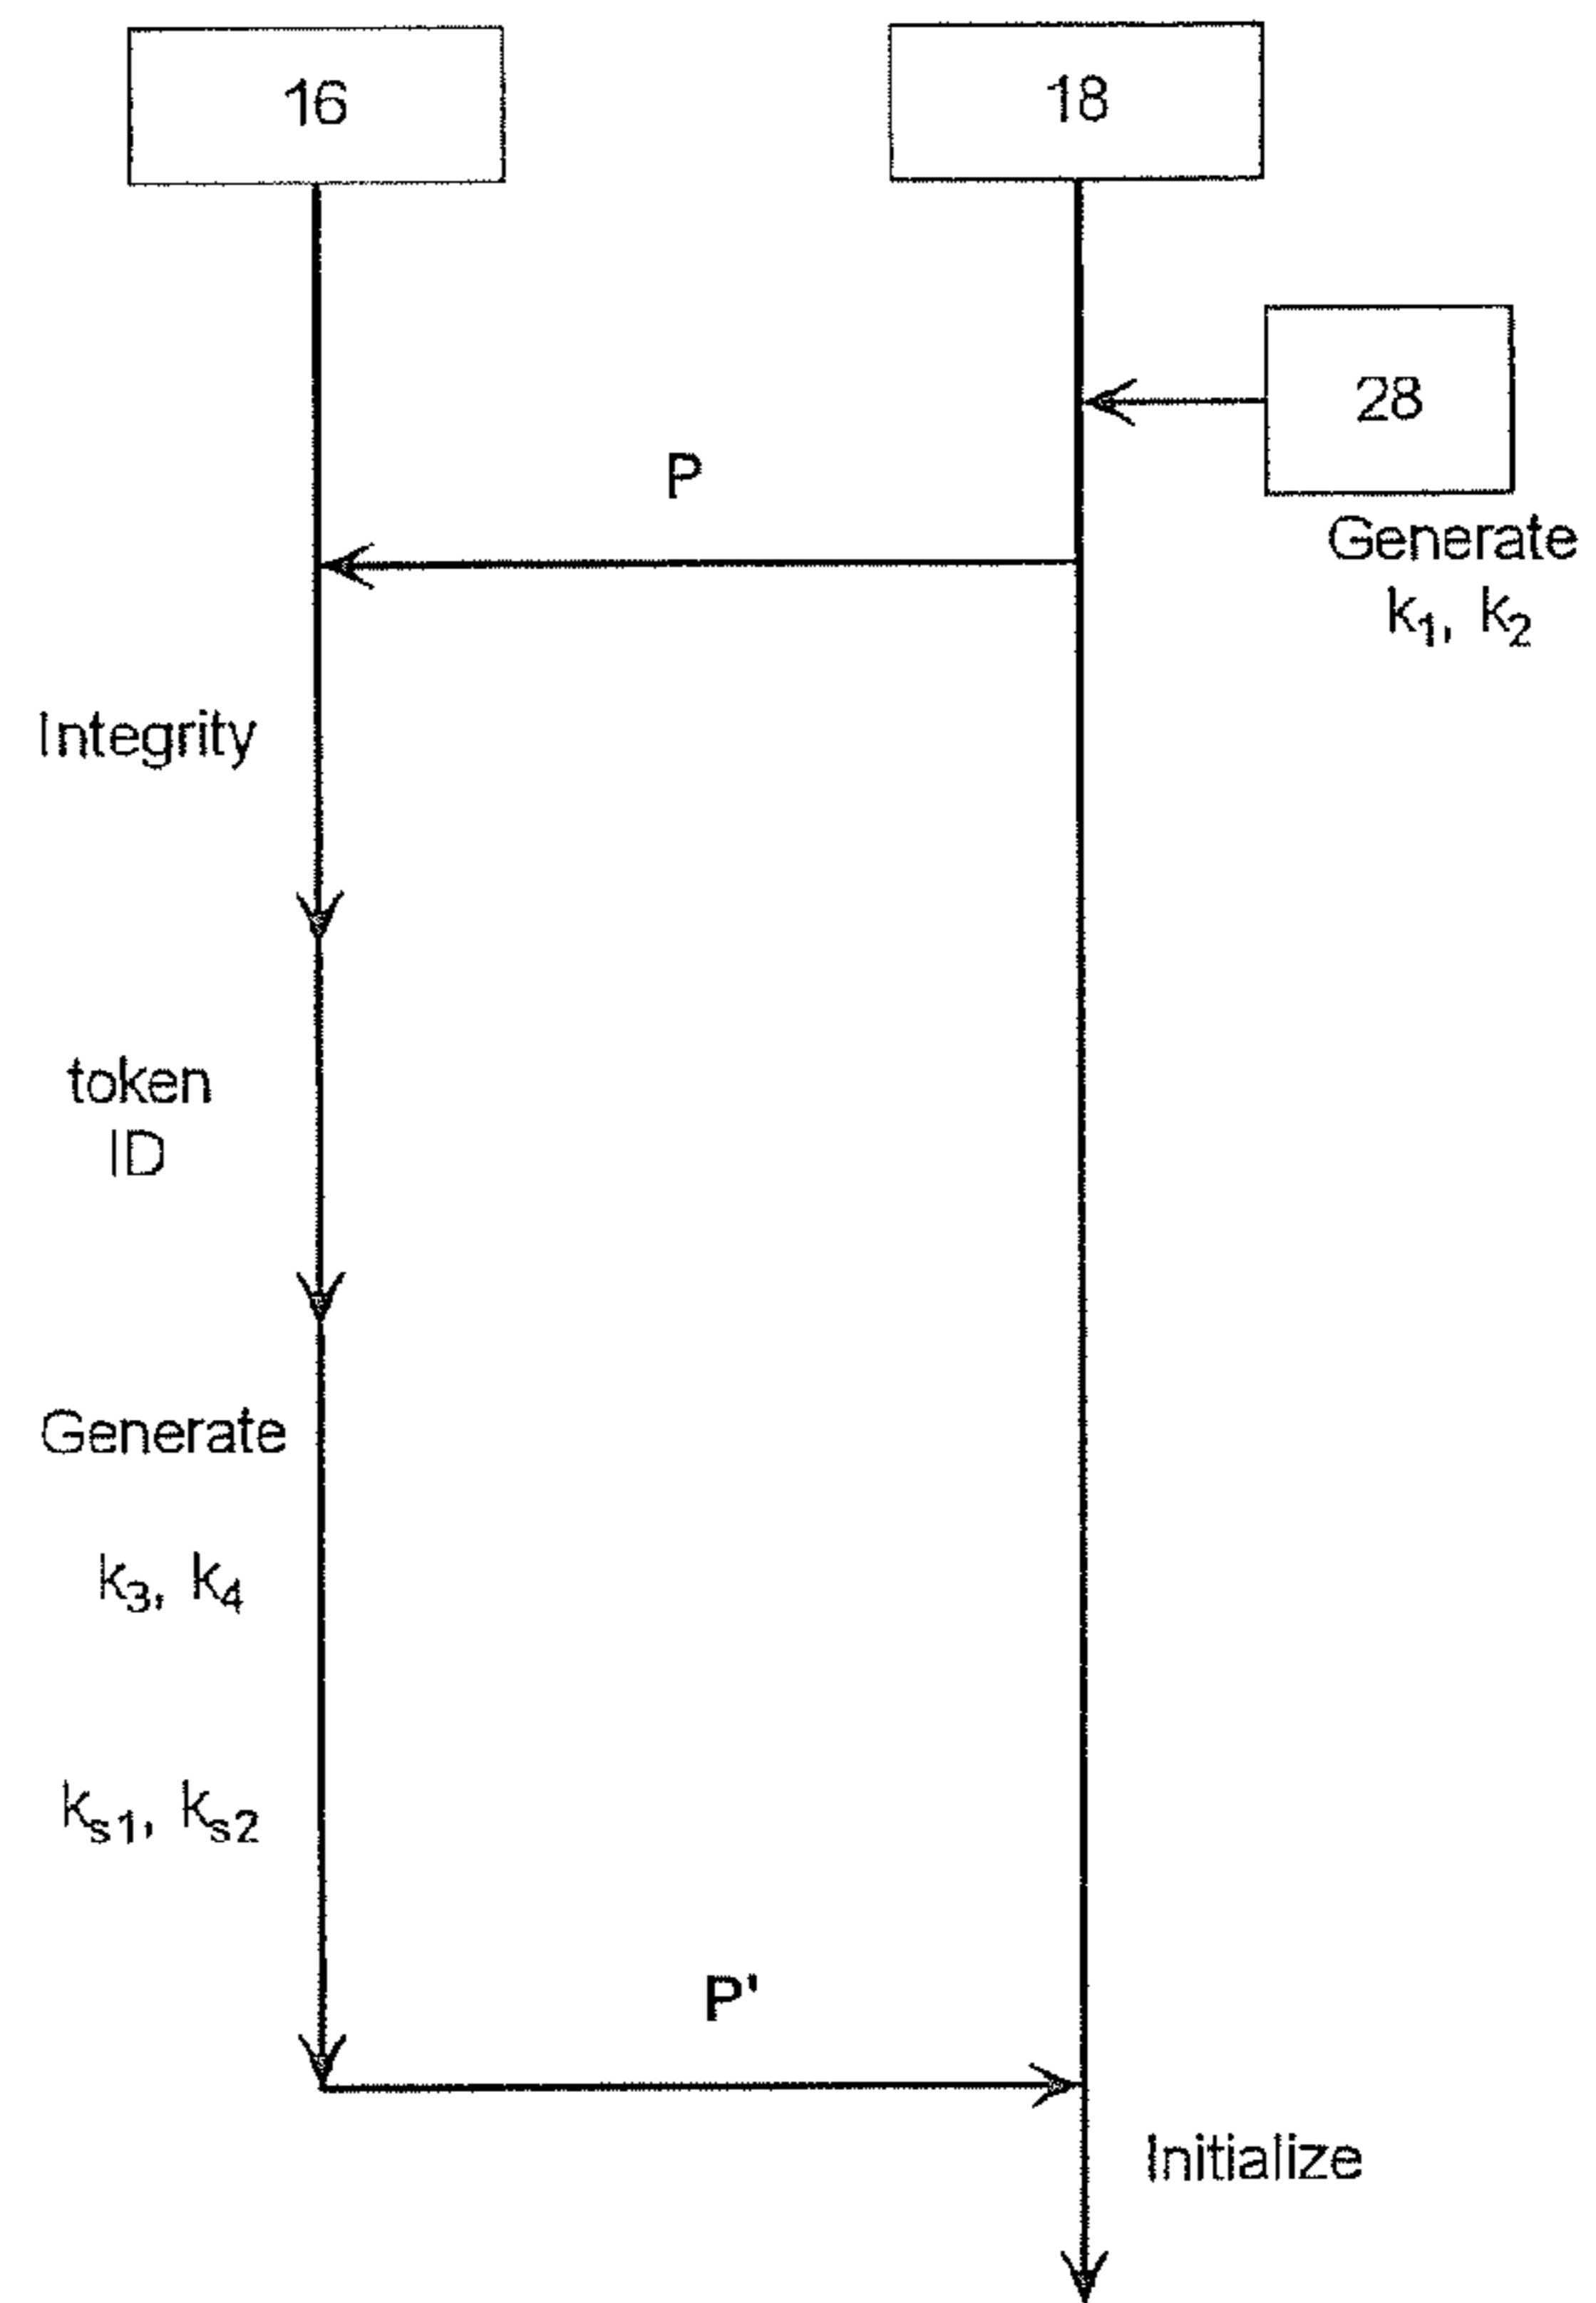 16
18
28
P
Generate
k₁, k₂
Integrity
token
ID
Generate
k₃, k₄
kₛ₁, kₛ₂
P'
Initialize